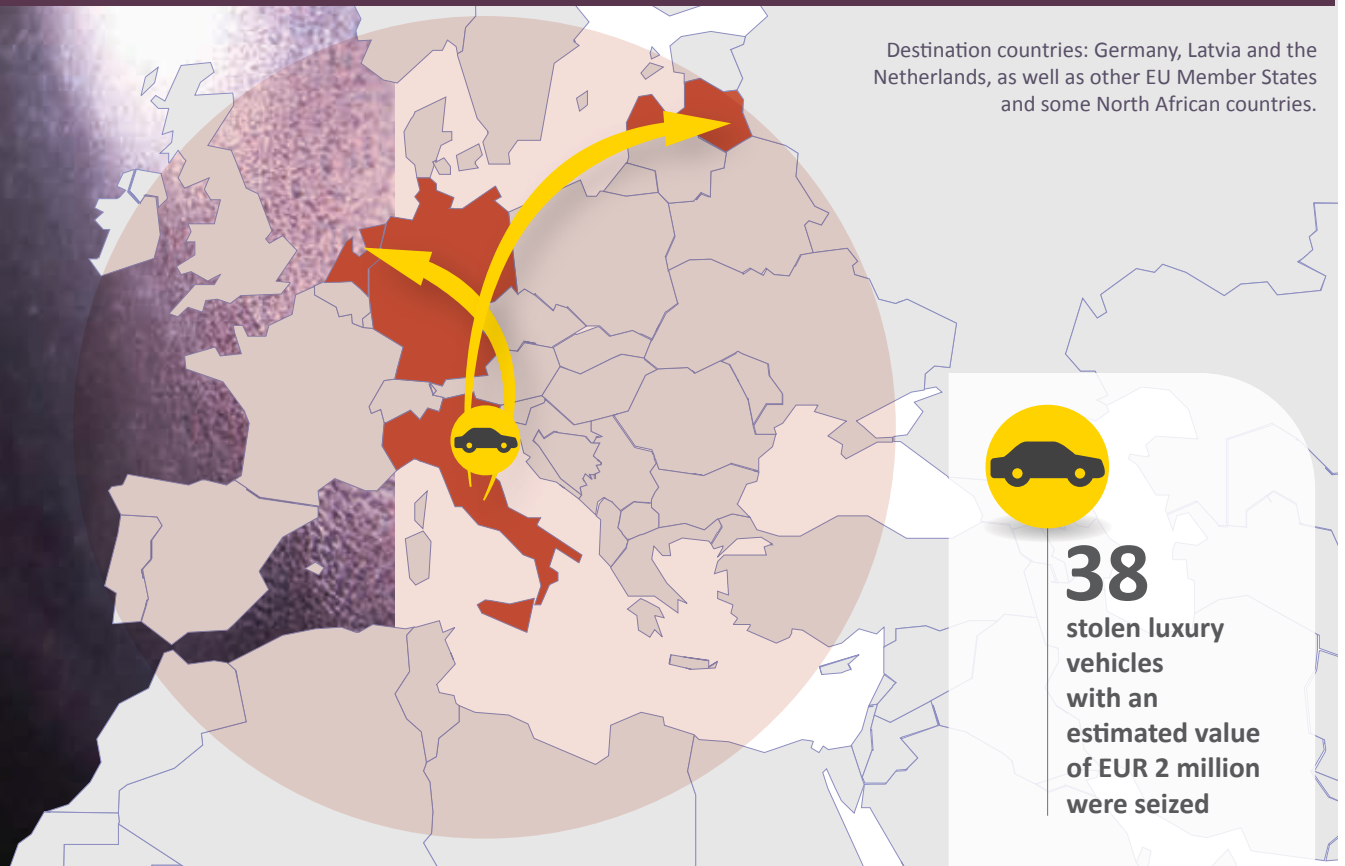 Destination countries: Germany, Latvia and the
Netherlands, as well as other EU Member States
and some North African countries.
38
stolen luxury
vehicles
with an
estimated value
of EUR 2 million
were seized